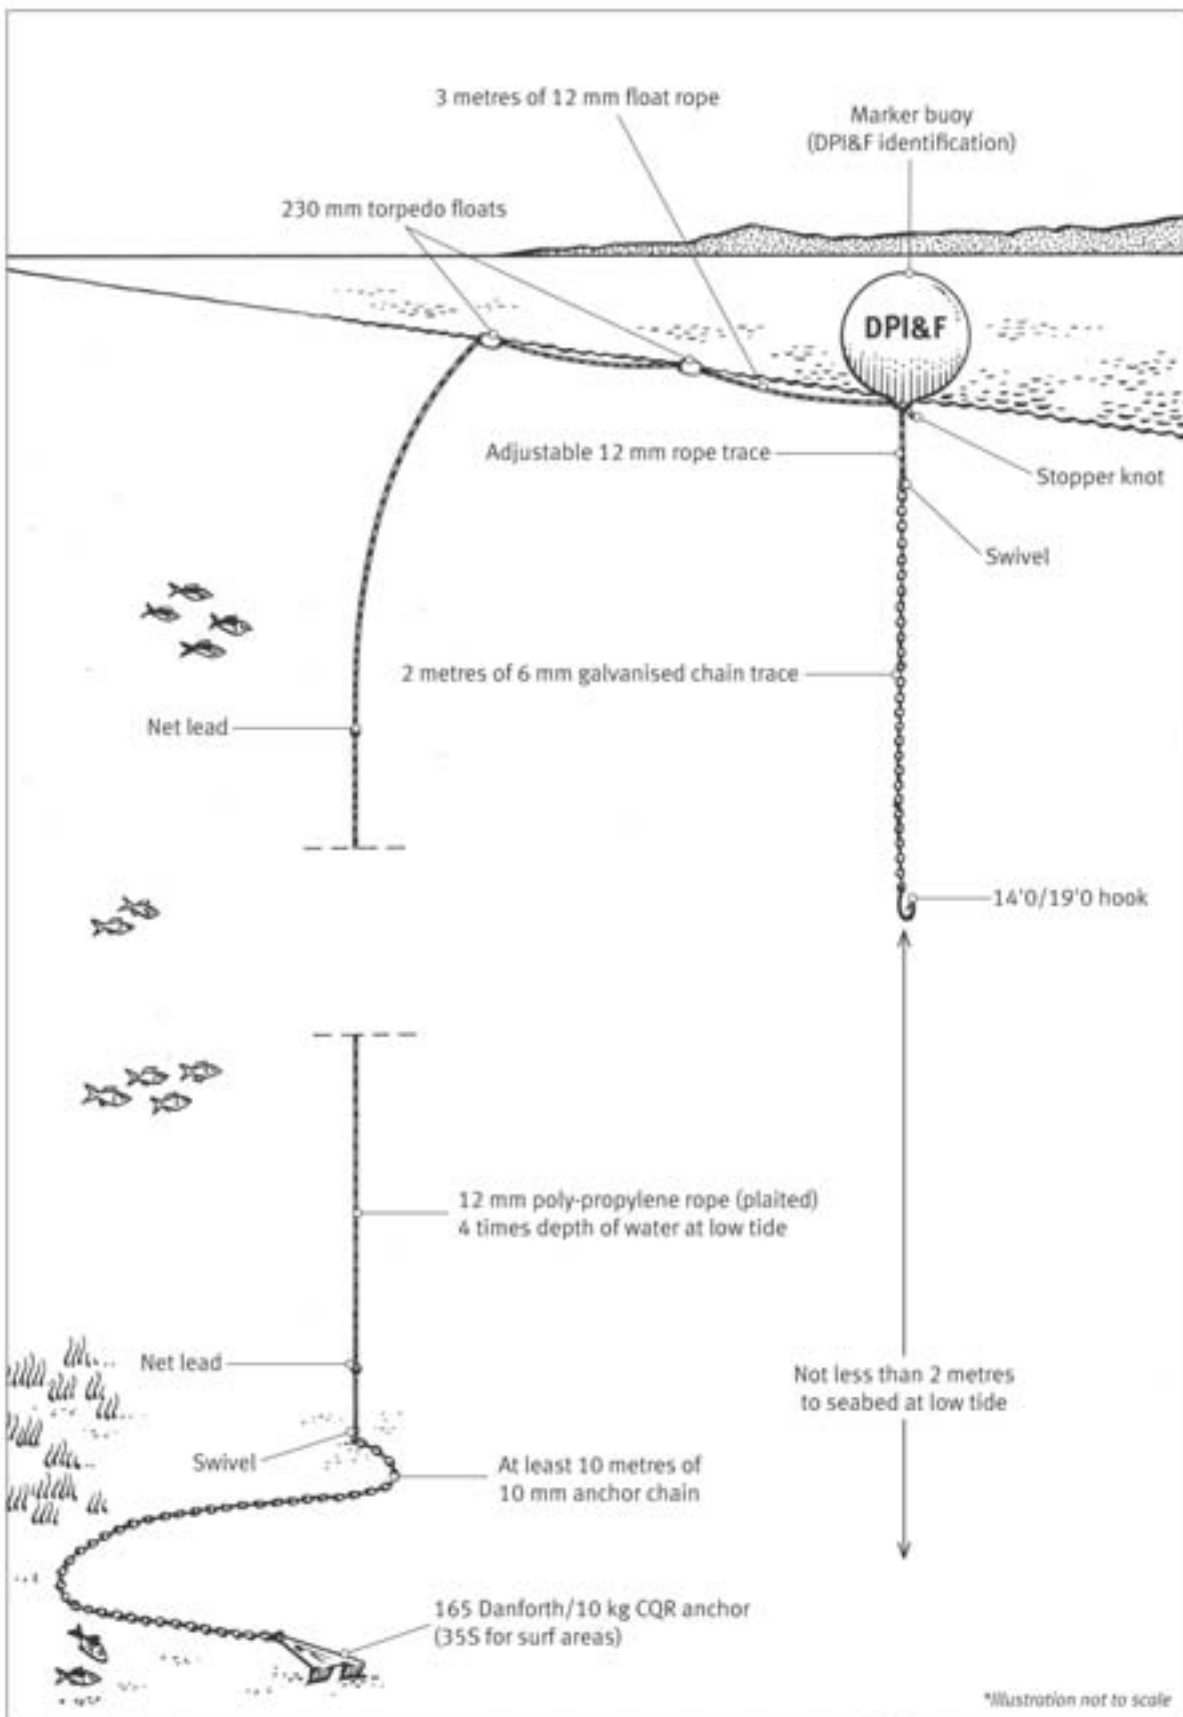 3 metres of 12 mm float rope
Marker buoy
(DPI&F identification)
230 mm torpedo floats
DPI&F
Adjustable 12 mm rope trace
Stopper knot
Swivel
2 metres of 6 mm galvanised chain trace
Net lead
14'0/19'0 hook
12 mm poly-propylene rope (plaited)
4 times depth of water at low tide
Net lead
Not less than 2 metres
to seabed at low tide
Swivel
At least 10 metres of
10 mm anchor chain
16S Danforth/10 kg CQR anchor
(35S for surf areas)
*Illustration not to scale